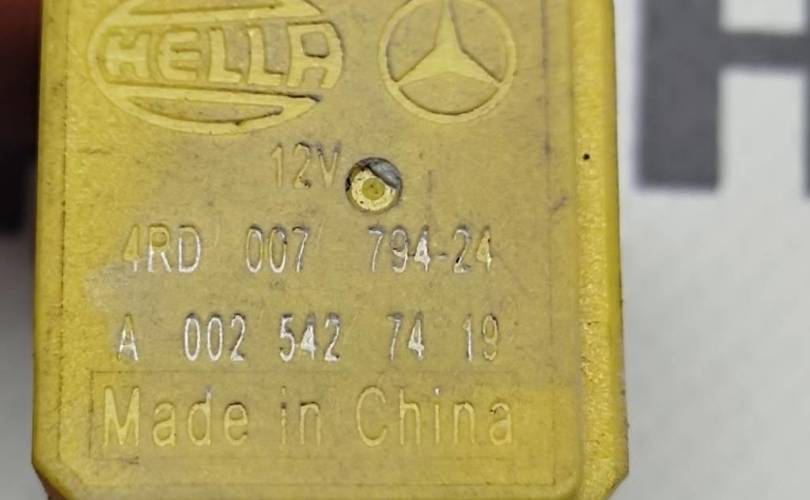 HELLA
12V
4RD 007 794-24
A 002 542 74 19
Made in China